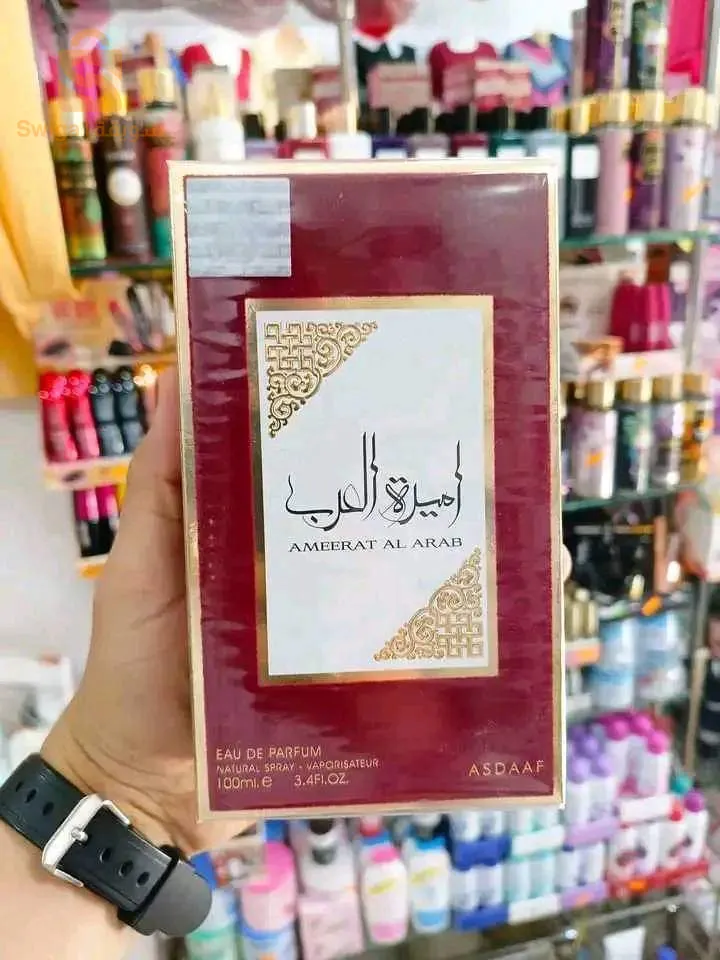 اميرة العرب
AMEERAT AL ARAB
EAU DE PARFUM
NATURAL SPRAY - VAPORISATEUR
100ml.e 3.4Fl.OZ.
ASDAAF